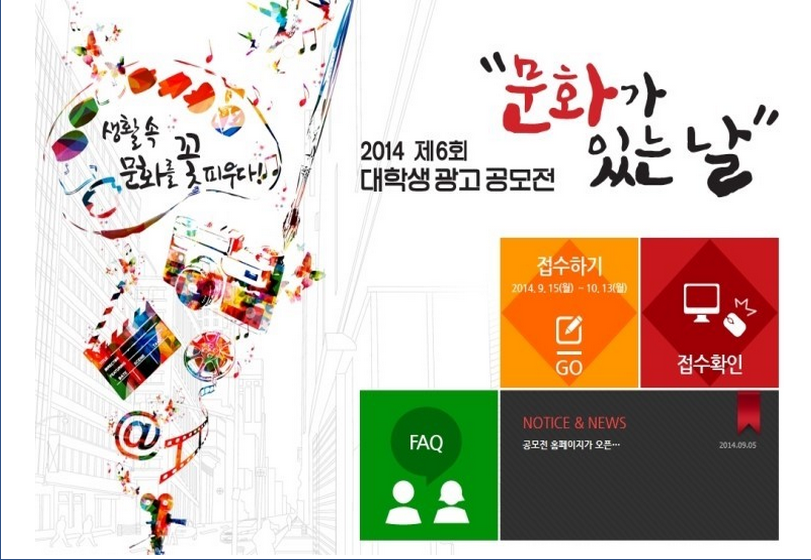 생활 속
문화를 꽃 피우다!
2014 제6회
대학생 광고 공모전
"문화가
있는 날"
접수하기
2014. 9. 15(월) ~ 10. 13(월)
GO
접수확인
FAQ
NOTICE & NEWS
공모전 홈페이지가 오픈…
2014.09.05
@